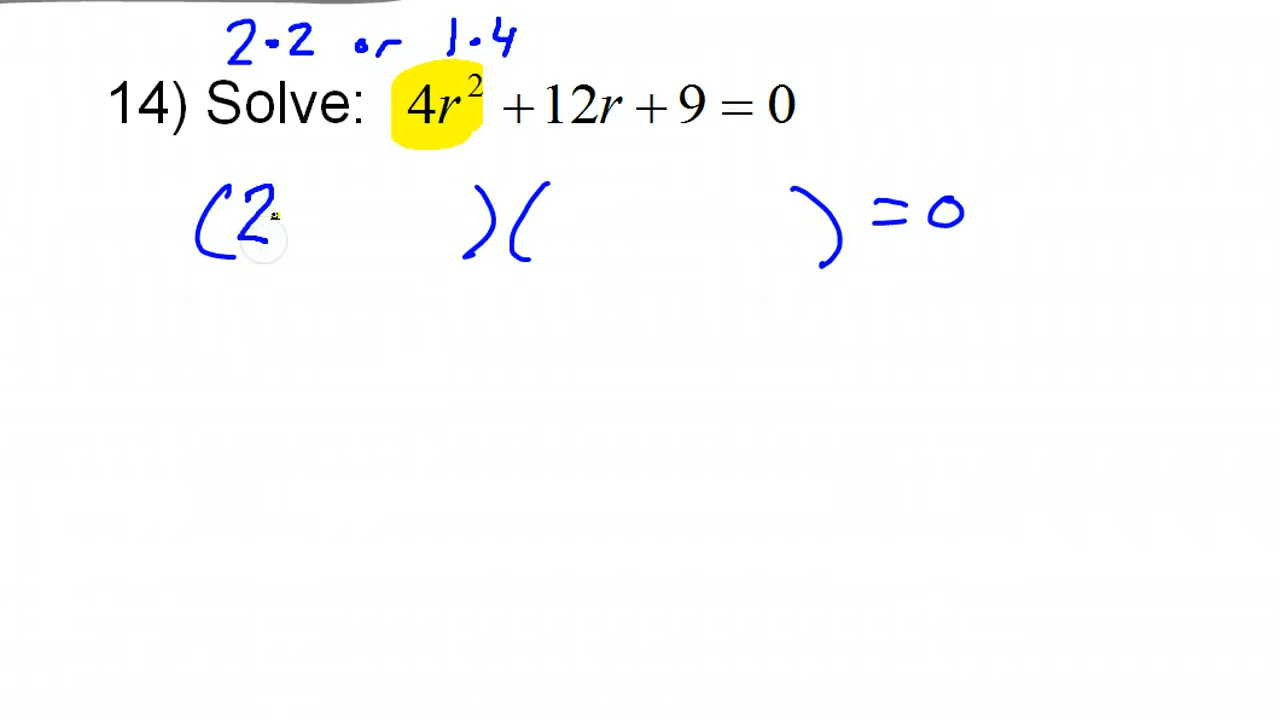 2·2 or 1·4
14) Solve: 4r² + 12r + 9 = 0
(2 )( ) = 0